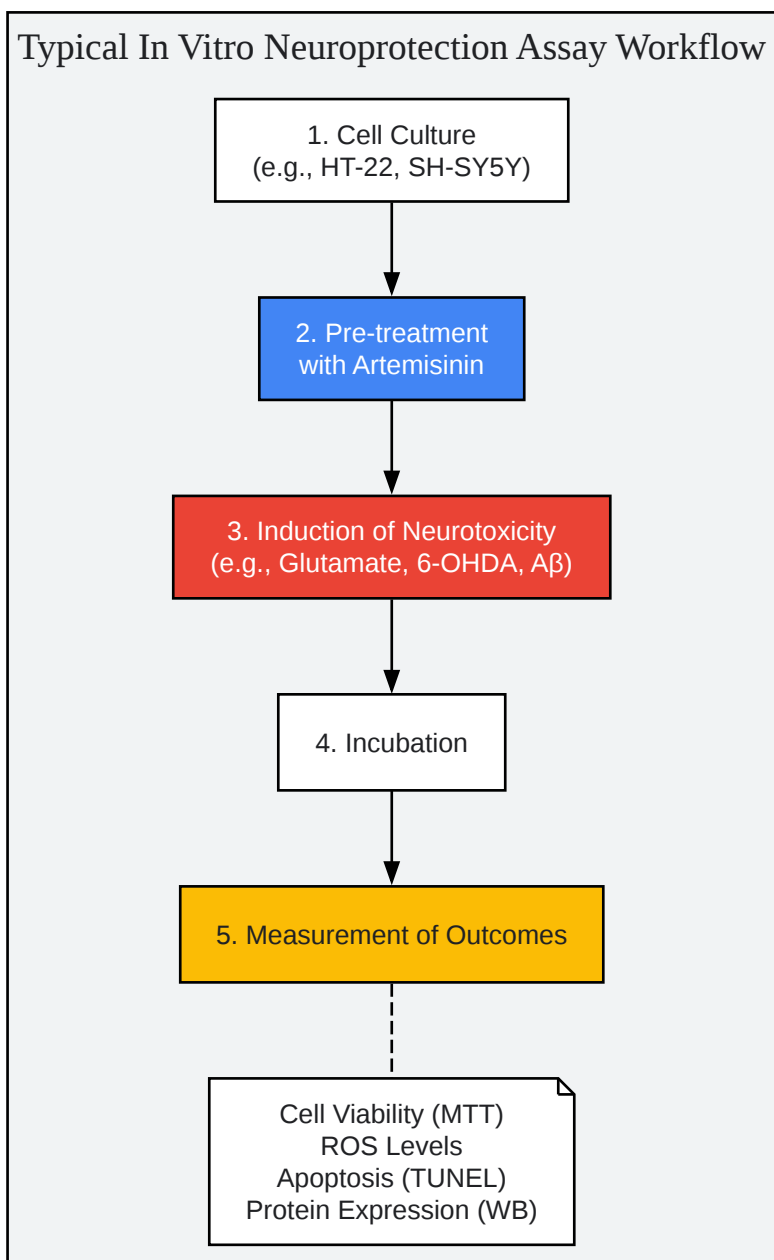 Typical In Vitro Neuroprotection Assay Workflow
1. Cell Culture
(e.g., HT-22, SH-SY5Y)
2. Pre-treatment
with Artemisinin
3. Induction of Neurotoxicity
(e.g., Glutamate, 6-OHDA, Aβ)
4. Incubation
5. Measurement of Outcomes
Cell Viability (MTT)
ROS Levels
Apoptosis (TUNEL)
Protein Expression (WB)